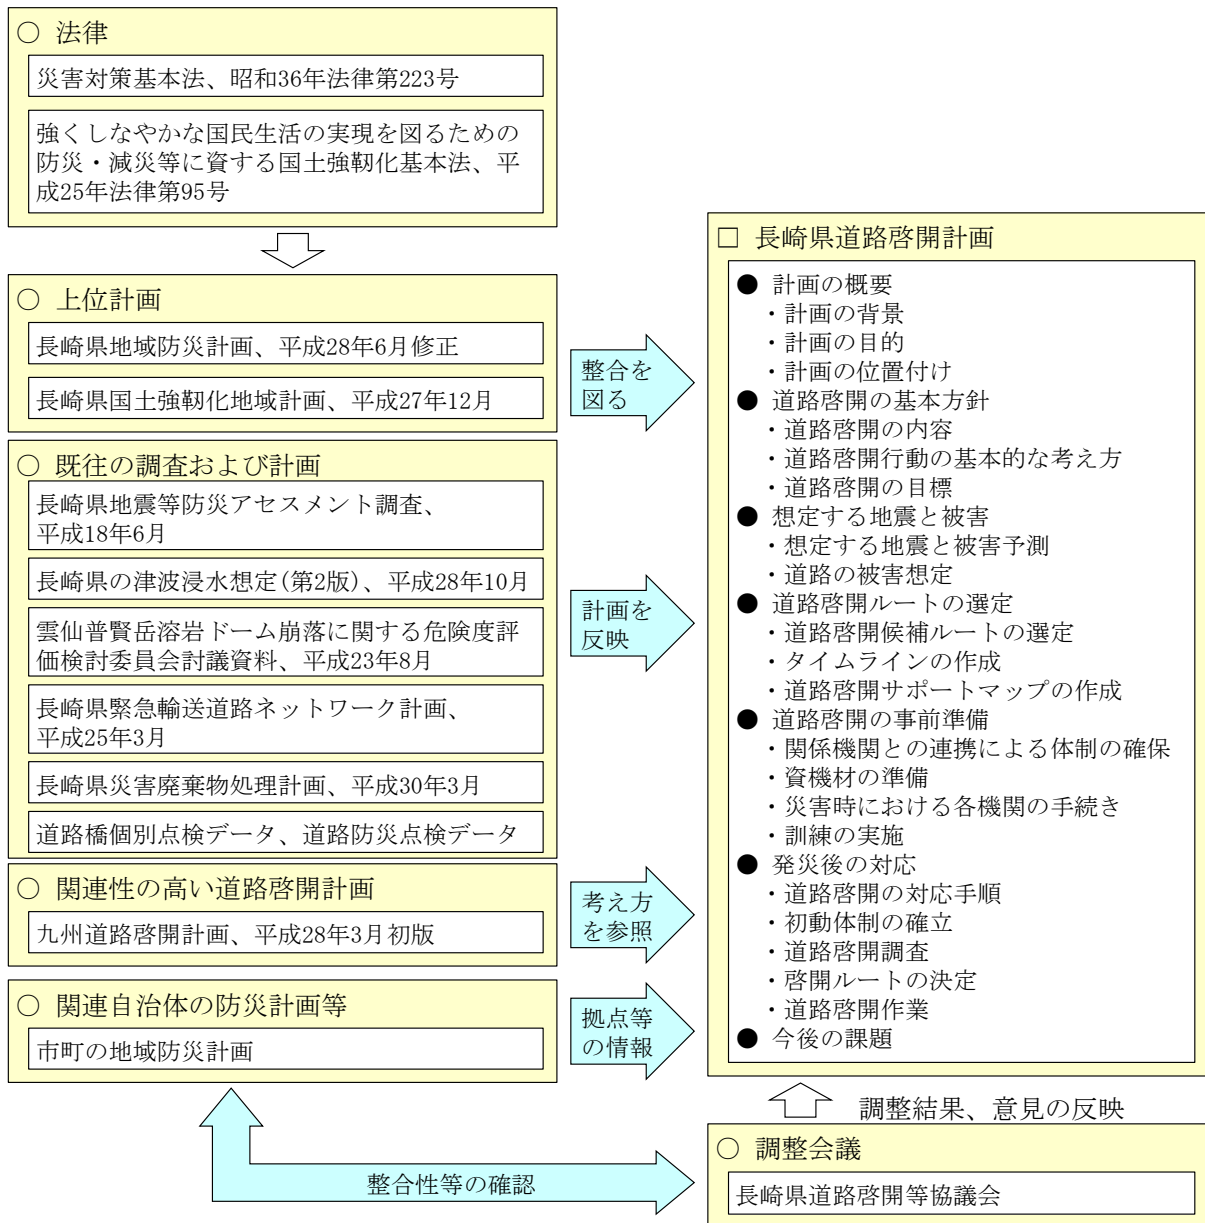 ○ 法律
災害対策基本法、昭和36年法律第223号
強くしなやかな国民生活の実現を図るための
防災・減災等に資する国土強靭化基本法、平
成25年法律第95号
○ 上位計画
長崎県地域防災計画、平成28年6月修正
長崎県国土強靭化地域計画、平成27年12月
整合を
図る
○ 既往の調査および計画
長崎県地震等防災アセスメント調査、
平成18年6月
長崎県の津波浸水想定(第2版)、平成28年10月
雲仙普賢岳溶岩ドーム崩落に関する危険度評
価検討委員会討議資料、平成23年8月
長崎県緊急輸送道路ネットワーク計画、
平成25年3月
長崎県災害廃棄物処理計画、平成30年3月
道路橋個別点検データ、道路防災点検データ
計画を
反映
○ 関連性の高い道路啓開計画
九州道路啓開計画、平成28年3月初版
考え方
を参照
○ 関連自治体の防災計画等
市町の地域防災計画
拠点等
の情報
□ 長崎県道路啓開計画
● 計画の概要
・計画の背景
・計画の目的
・計画の位置付け
● 道路啓開の基本方針
・道路啓開の内容
・道路啓開行動の基本的な考え方
・道路啓開の目標
● 想定する地震と被害
・想定する地震と被害予測
・道路の被害想定
● 道路啓開ルートの選定
・道路啓開候補ルートの選定
・タイムラインの作成
・道路啓開サポートマップの作成
● 道路啓開の事前準備
・関係機関との連携による体制の確保
・資機材の準備
・災害時における各機関の手続き
・訓練の実施
● 発災後の対応
・道路啓開の対応手順
・初動体制の確立
・道路啓開調査
・啓開ルートの決定
・道路啓開作業
● 今後の課題
調整結果、意見の反映
○ 調整会議
長崎県道路啓開等協議会
整合性等の確認